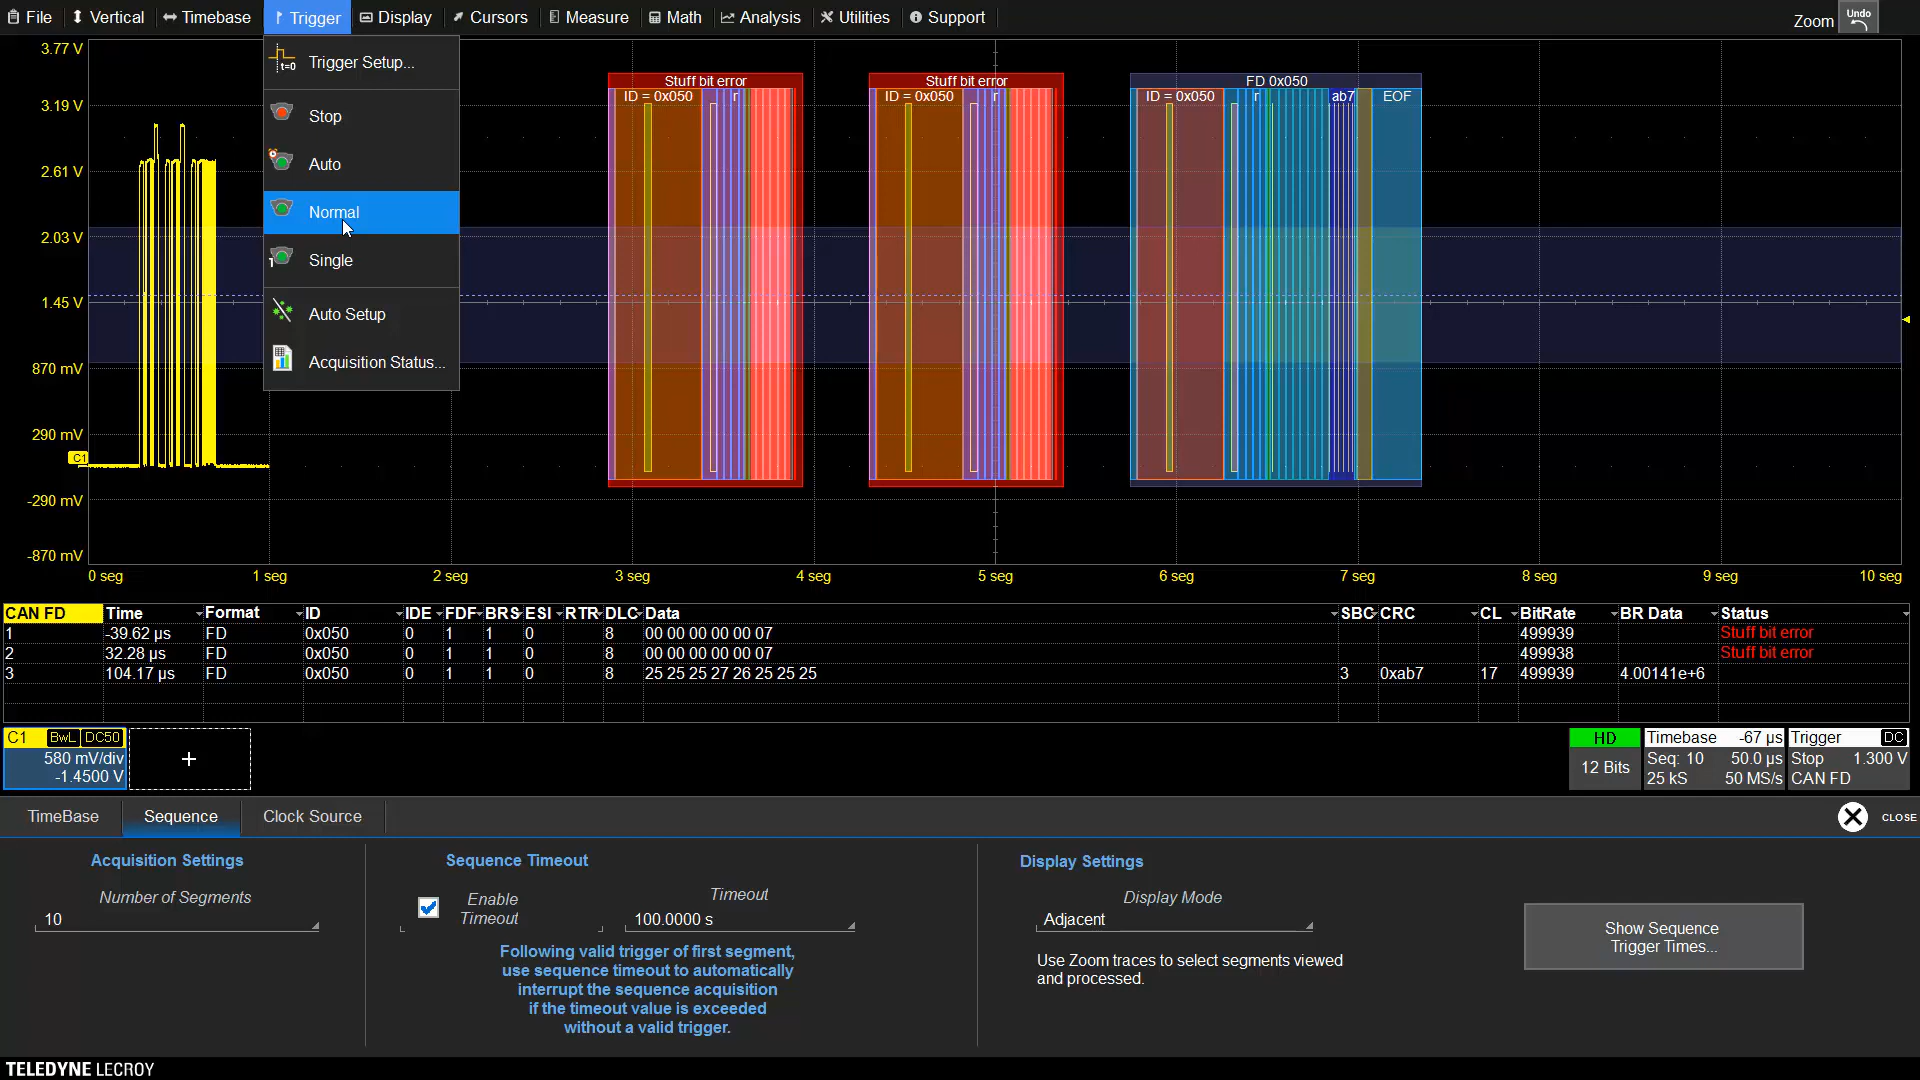 File Vertical Timebase Trigger Display Cursors Measure Math Analysis Utilities Support
Zoom Undo
Trigger Setup...
Stop
Auto
Normal
Single
Auto Setup
Acquisition Status...
3.77 V
3.19 V
2.61 V
2.03 V
1.45 V
870 mV
290 mV
-290 mV
-870 mV
C1
Stuff bit error
ID = 0x050 r
Stuff bit error
ID = 0x050 r
FD 0x050
ID = 0x050 r ab7 EOF
0 seg 1 seg 2 seg 3 seg 4 seg 5 seg 6 seg 7 seg 8 seg 9 seg 10 seg
CAN FD Time Format ID IDE FDF BRS ESI RTR DLC Data SBC CRC CL BitRate BR Data Status
1 -39.62 µs FD 0x050 0 1 1 0 8 00 00 00 00 00 07 499939 Stuff bit error
2 32.28 µs FD 0x050 0 1 1 0 8 00 00 00 00 00 07 499938 Stuff bit error
3 104.17 µs FD 0x050 0 1 1 0 8 25 25 25 27 26 25 25 25 3 0xab7 17 499939 4.00141e+6
C1 BwL DC50
580 mV/div
-1.4500 V
+
HD
12 Bits
Timebase -67 µs
Seq: 10 50.0 µs
25 kS 50 MS/s
Trigger DC
Stop 1.300 V
CAN FD
TimeBase Sequence Clock Source
CLOSE
Acquisition Settings
Number of Segments
10
Sequence Timeout
Enable
Timeout
Timeout
100.0000 s
Following valid trigger of first segment,
use sequence timeout to automatically
interrupt the sequence acquisition
if the timeout value is exceeded
without a valid trigger.
Display Settings
Display Mode
Adjacent
Use Zoom traces to select segments viewed
and processed.
Show Sequence
Trigger Times...
TELEDYNE LECROY